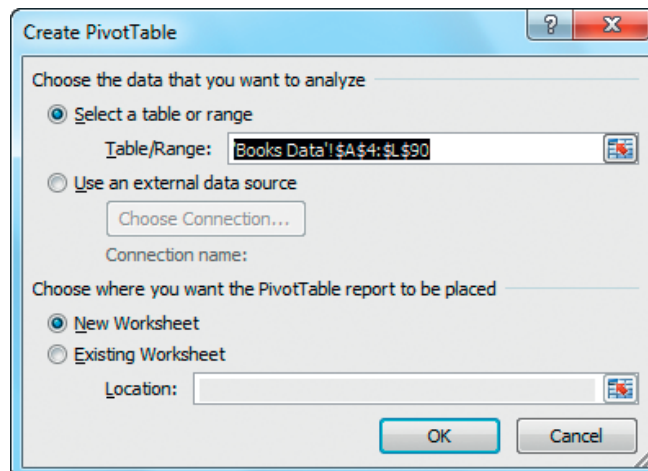 Create PivotTable
Choose the data that you want to analyze
Select a table or range
Table/Range: 'Books Data'!$A$4:$L$90
Use an external data source
Choose Connection...
Connection name:
Choose where you want the PivotTable report to be placed
New Worksheet
Existing Worksheet
Location:
OK Cancel